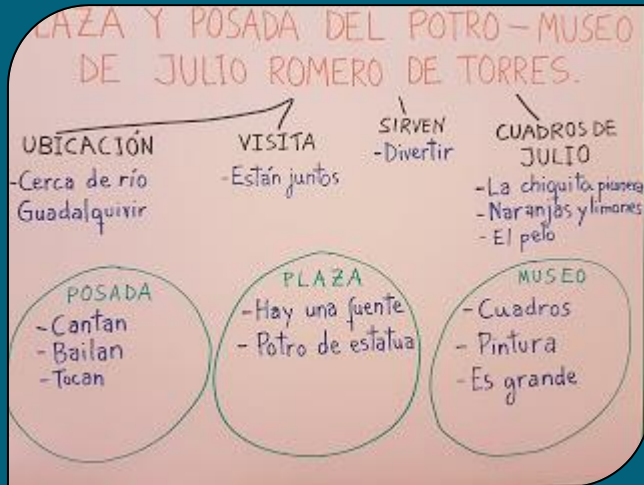 PLAZA Y POSADA DEL POTRO - MUSEO
DE JULIO ROMERO DE TORRES.
UBICACIÓN
-Cerca de río
Guadalquivir
VISITA
-Están juntos
SIRVEN
-Divertir
CUADROS DE
JULIO
-La chiquita piconera
-Naranjas y limones
- El pelo
POSADA
- Cantan
- Bailan
- Tocan
PLAZA
-Hay una fuente
- Potro de estatua
MUSEO
- Cuadros
- Pintura
- Es grande